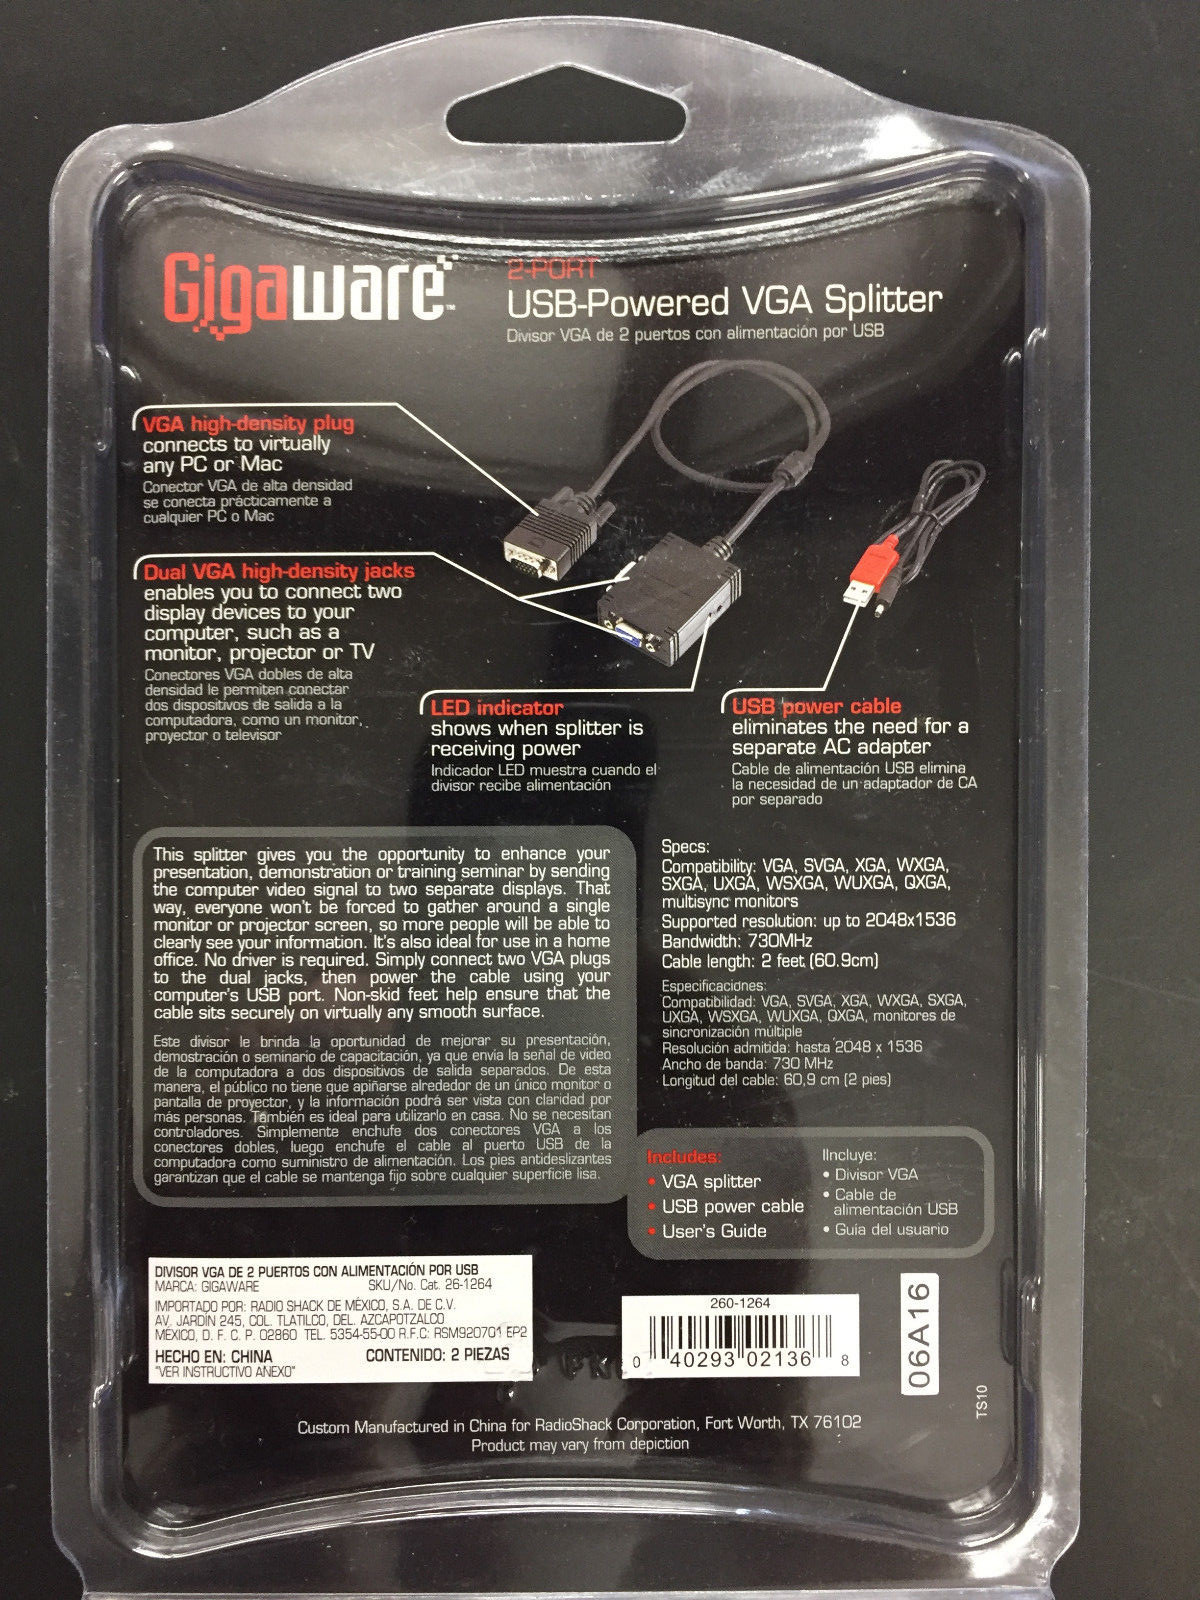 Gigaware™
2-PORT
USB-Powered VGA Splitter
Divisor VGA de 2 puertos con alimentación por USB
VGA high-density plug
connects to virtually
any PC or Mac
Conector VGA de alta densidad
se conecta prácticamente a
cualquier PC o Mac
Dual VGA high-density jacks
enables you to connect two
display devices to your
computer, such as a
monitor, projector or TV
Conectores VGA dobles de alta
densidad le permiten conectar
dos dispositivos de salida a la
computadora, como un monitor,
proyector o televisor
LED indicator
shows when splitter is
receiving power
Indicador LED muestra cuando el
divisor recibe alimentación
USB power cable
eliminates the need for a
separate AC adapter
Cable de alimentación USB elimina
la necesidad de un adaptador de CA
por separado
This splitter gives you the opportunity to enhance your
presentation, demonstration or training seminar by sending
the computer video signal to two separate displays. That
way, everyone won't be forced to gather around a single
monitor or projector screen, so more people will be able to
clearly see your information. It's also ideal for use in a home
office. No driver is required. Simply connect two VGA plugs
to the dual jacks, then power the cable using your
computer's USB port. Non-skid feet help ensure that the
cable sits securely on virtually any smooth surface.
Este divisor le brinda la oportunidad de mejorar su presentación,
demostración o seminario de capacitación, ya que envía la señal de video
de la computadora a dos dispositivos de salida separados. De esta
manera, el público no tiene que apiñarse alrededor de un único monitor o
pantalla de proyector, y la información podrá ser vista con claridad por
más personas. También es ideal para utilizarlo en casa. No se necesitan
controladores. Simplemente enchufe dos conectores VGA a los
conectores dobles, luego enchufe el cable al puerto USB de la
computadora como suministro de alimentación. Los pies antideslizantes
garantizan que el cable se mantenga fijo sobre cualquier superficie lisa.
Specs:
Compatibility: VGA, SVGA, XGA, WXGA,
SXGA, UXGA, WSXGA, WUXGA, QXGA,
multisync monitors
Supported resolution: up to 2048x1536
Bandwidth: 730MHz
Cable length: 2 feet (60.9cm)
Especificaciones:
Compatibilidad: VGA, SVGA, XGA, WXGA, SXGA,
UXGA, WSXGA, WUXGA, QXGA, monitores de
sincronización múltiple
Resolución admitida: hasta 2048 x 1536
Ancho de banda: 730 MHz
Longitud del cable: 60,9 cm (2 pies)
Includes:
• VGA splitter
• USB power cable
• User's Guide
IIncluye:
• Divisor VGA
• Cable de
alimentación USB
• Guía del usuario
DIVISOR VGA DE 2 PUERTOS CON ALIMENTACIÓN POR USB
MARCA: GIGAWARE SKU/No. Cat. 26-1264
IMPORTADO POR: RADIO SHACK DE MÉXICO, S.A. DE C.V.
AV. JARDÍN 245, COL. TLATILCO, DEL. AZCAPOTZALCO
MÉXICO, D. F. C. P. 02860 TEL. 5354-55-00 R.F.C: RSM920701 EP2
HECHO EN: CHINA CONTENIDO: 2 PIEZAS
"VER INSTRUCTIVO ANEXO"
260-1264
0 40293 02136 8
06A16
TS10
Custom Manufactured in China for RadioShack Corporation, Fort Worth, TX 76102
Product may vary from depiction